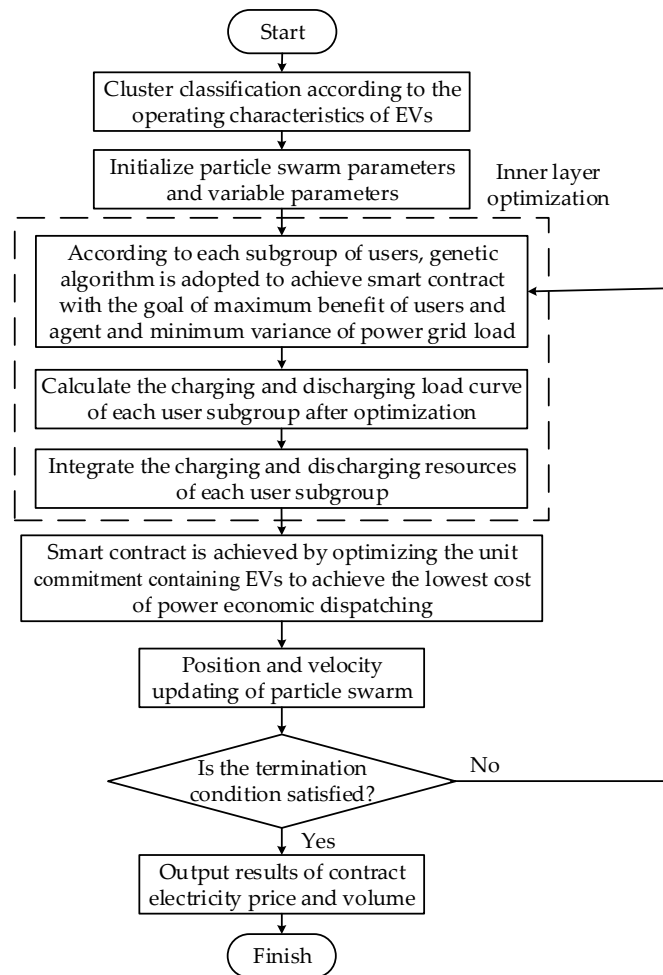 Start
Cluster classification according to the
operating characteristics of EVs
Initialize particle swarm parameters
and variable parameters
Inner layer
optimization
According to each subgroup of users, genetic
algorithm is adopted to achieve smart contract
with the goal of maximum benefit of users and
agent and minimum variance of power grid load
Calculate the charging and discharging load curve
of each user subgroup after optimization
Integrate the charging and discharging resources
of each user subgroup
Smart contract is achieved by optimizing the unit
commitment containing EVs to achieve the lowest cost
of power economic dispatching
Position and velocity
updating of particle swarm
Is the termination
condition satisfied?
No
Yes
Output results of contract
electricity price and volume
Finish